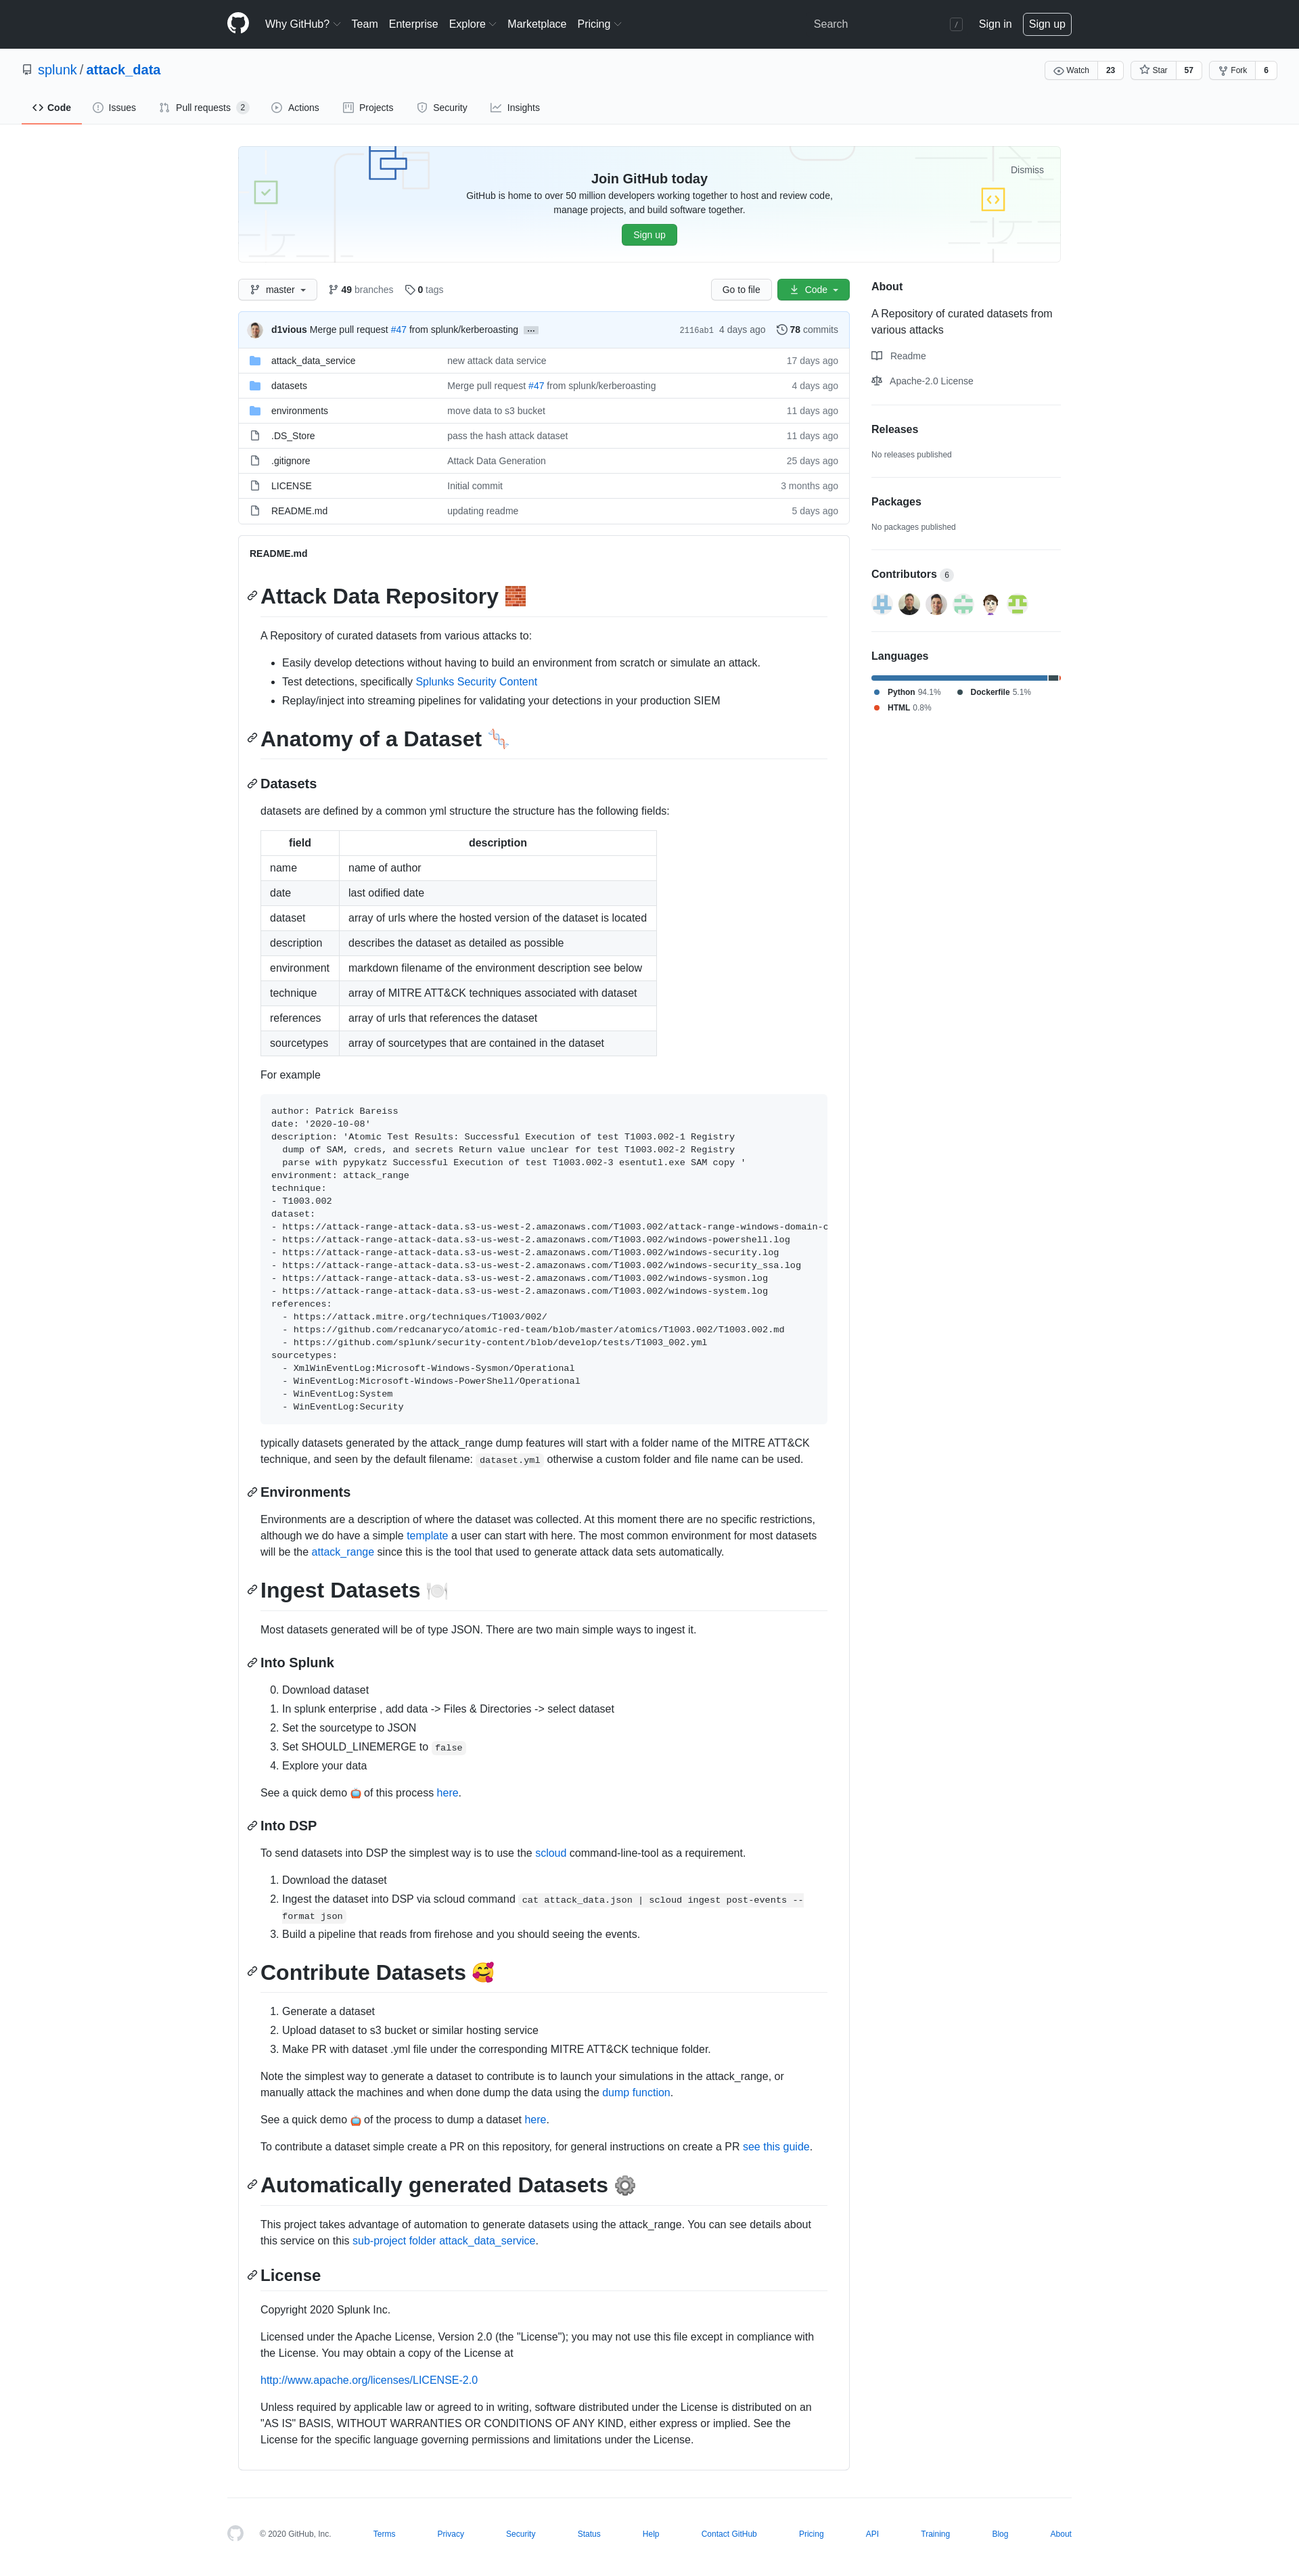 Why GitHub? Team Enterprise Explore Marketplace Pricing Search / Sign in Sign up
splunk / attack_data Watch 23 Star 57 Fork 6
Code Issues Pull requests 2 Actions Projects Security Insights
Dismiss
Join GitHub today
GitHub is home to over 50 million developers working together to host and review code,
manage projects, and build software together.
Sign up
master 49 branches 0 tags Go to file Code
d1vious Merge pull request #47 from splunk/kerberoasting ... 2116ab1 4 days ago 78 commits
attack_data_service new attack data service 17 days ago
datasets Merge pull request #47 from splunk/kerberoasting 4 days ago
environments move data to s3 bucket 11 days ago
.DS_Store pass the hash attack dataset 11 days ago
.gitignore Attack Data Generation 25 days ago
LICENSE Initial commit 3 months ago
README.md updating readme 5 days ago
About
A Repository of curated datasets from
various attacks
Readme
Apache-2.0 License
Releases
No releases published
Packages
No packages published
Contributors 6
Languages
Python 94.1% Dockerfile 5.1%
HTML 0.8%
README.md
Attack Data Repository
A Repository of curated datasets from various attacks to:
• Easily develop detections without having to build an environment from scratch or simulate an attack.
• Test detections, specifically Splunks Security Content
• Replay/inject into streaming pipelines for validating your detections in your production SIEM
Anatomy of a Dataset
Datasets
datasets are defined by a common yml structure the structure has the following fields:
field description
name name of author
date last odified date
dataset array of urls where the hosted version of the dataset is located
description describes the dataset as detailed as possible
environment markdown filename of the environment description see below
technique array of MITRE ATT&CK techniques associated with dataset
references array of urls that references the dataset
sourcetypes array of sourcetypes that are contained in the dataset
For example
author: Patrick Bareiss
date: '2020-10-08'
description: 'Atomic Test Results: Successful Execution of test T1003.002-1 Registry
dump of SAM, creds, and secrets Return value unclear for test T1003.002-2 Registry
parse with pypykatz Successful Execution of test T1003.002-3 esentutl.exe SAM copy '
environment: attack_range
technique:
- T1003.002
dataset:
- https://attack-range-attack-data.s3-us-west-2.amazonaws.com/T1003.002/attack-range-windows-domain-c
- https://attack-range-attack-data.s3-us-west-2.amazonaws.com/T1003.002/windows-powershell.log
- https://attack-range-attack-data.s3-us-west-2.amazonaws.com/T1003.002/windows-security.log
- https://attack-range-attack-data.s3-us-west-2.amazonaws.com/T1003.002/windows-security_ssa.log
- https://attack-range-attack-data.s3-us-west-2.amazonaws.com/T1003.002/windows-sysmon.log
- https://attack-range-attack-data.s3-us-west-2.amazonaws.com/T1003.002/windows-system.log
references:
- https://attack.mitre.org/techniques/T1003/002/
- https://github.com/redcanaryco/atomic-red-team/blob/master/atomics/T1003.002/T1003.002.md
- https://github.com/splunk/security-content/blob/develop/tests/T1003_002.yml
sourcetypes:
- XmlWinEventLog:Microsoft-Windows-Sysmon/Operational
- WinEventLog:Microsoft-Windows-PowerShell/Operational
- WinEventLog:System
- WinEventLog:Security
typically datasets generated by the attack_range dump features will start with a folder name of the MITRE ATT&CK
technique, and seen by the default filename: dataset.yml otherwise a custom folder and file name can be used.
Environments
Environments are a description of where the dataset was collected. At this moment there are no specific restrictions,
although we do have a simple template a user can start with here. The most common environment for most datasets
will be the attack_range since this is the tool that used to generate attack data sets automatically.
Ingest Datasets
Most datasets generated will be of type JSON. There are two main simple ways to ingest it.
Into Splunk
0. Download dataset
1. In splunk enterprise , add data -> Files & Directories -> select dataset
2. Set the sourcetype to JSON
3. Set SHOULD_LINEMERGE to false
4. Explore your data
See a quick demo of this process here.
Into DSP
To send datasets into DSP the simplest way is to use the scloud command-line-tool as a requirement.
1. Download the dataset
2. Ingest the dataset into DSP via scloud command cat attack_data.json | scloud ingest post-events --
format json
3. Build a pipeline that reads from firehose and you should seeing the events.
Contribute Datasets
1. Generate a dataset
2. Upload dataset to s3 bucket or similar hosting service
3. Make PR with dataset .yml file under the corresponding MITRE ATT&CK technique folder.
Note the simplest way to generate a dataset to contribute is to launch your simulations in the attack_range, or
manually attack the machines and when done dump the data using the dump function.
See a quick demo of the process to dump a dataset here.
To contribute a dataset simple create a PR on this repository, for general instructions on create a PR see this guide.
Automatically generated Datasets
This project takes advantage of automation to generate datasets using the attack_range. You can see details about
this service on this sub-project folder attack_data_service.
License
Copyright 2020 Splunk Inc.
Licensed under the Apache License, Version 2.0 (the "License"); you may not use this file except in compliance with
the License. You may obtain a copy of the License at
http://www.apache.org/licenses/LICENSE-2.0
Unless required by applicable law or agreed to in writing, software distributed under the License is distributed on an
"AS IS" BASIS, WITHOUT WARRANTIES OR CONDITIONS OF ANY KIND, either express or implied. See the
License for the specific language governing permissions and limitations under the License.
© 2020 GitHub, Inc. Terms Privacy Security Status Help Contact GitHub Pricing API Training Blog About